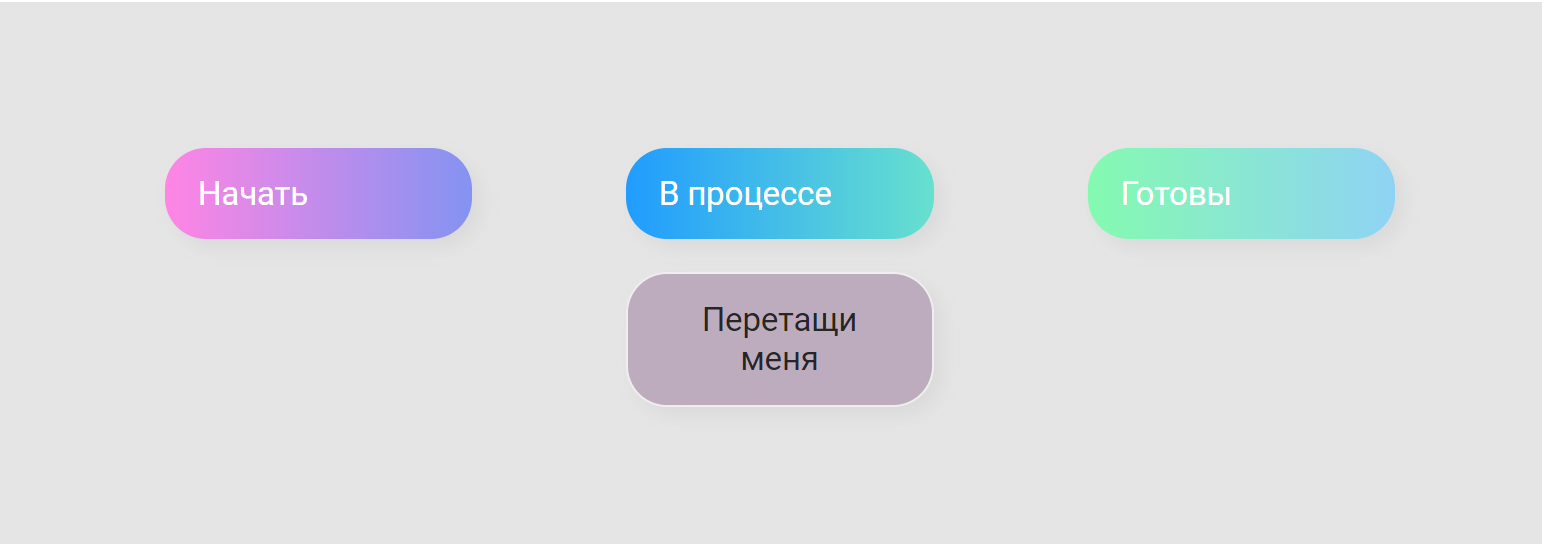 Начать
В процессе
Готовы
Перетащи
меня